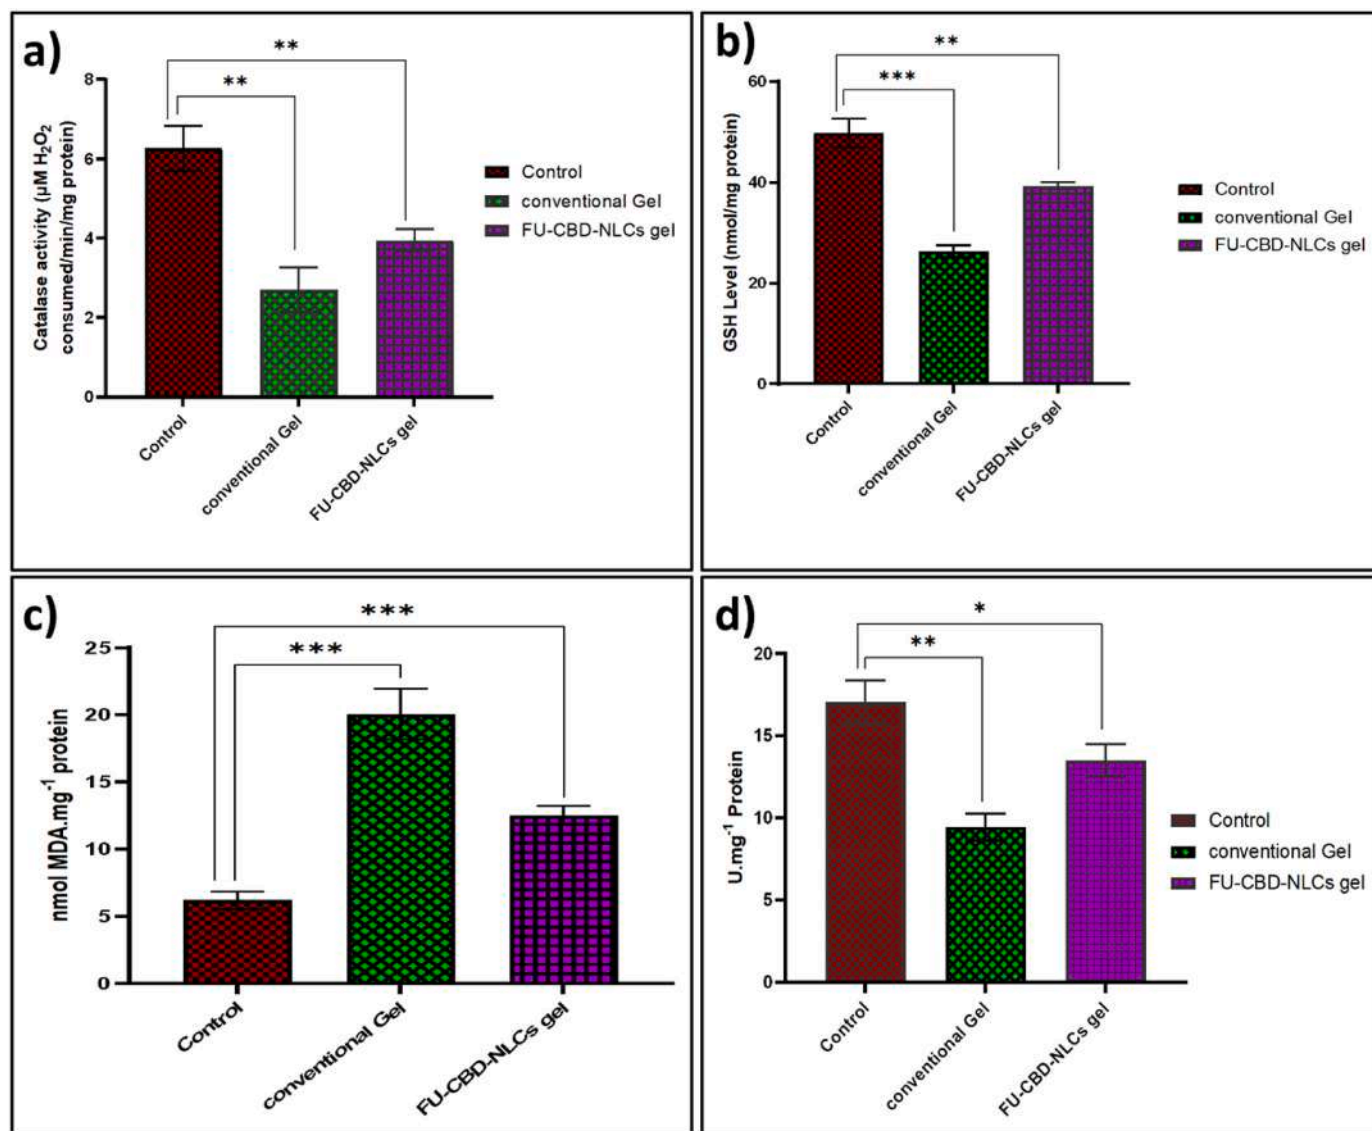 a)
**
**
Catalase activity (µM H₂O₂
consumed/min/mg protein)
8
6
4
2
0
Control
conventional Gel
FU-CBD-NLCs gel
Control
conventional Gel
FU-CBD-NLCs gel
b)
**
***
GSH Level (nmol/mg protein)
60
40
20
0
Control
conventional Gel
FU-CBD-NLCs gel
Control
conventional Gel
FU-CBD-NLCs gel
c)
***
***
nmol MDA.mg⁻¹ protein
25
20
15
10
5
0
Control
conventional Gel
FU-CBD-NLCs gel
d)
*
**
U.mg⁻¹ Protein
20
15
10
5
0
Control
conventional Gel
FU-CBD-NLCs gel
Control
conventional Gel
FU-CBD-NLCs gel